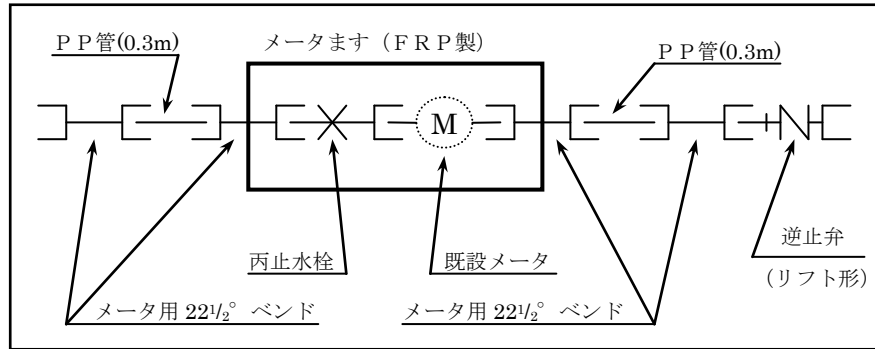 PP管(0.3m)
メータます(FRP製)
PP管(0.3m)
M
丙止水栓
既設メータ
逆止弁
(リフト形)
メータ用 22¹/₂° ベンド
メータ用 22¹/₂° ベンド